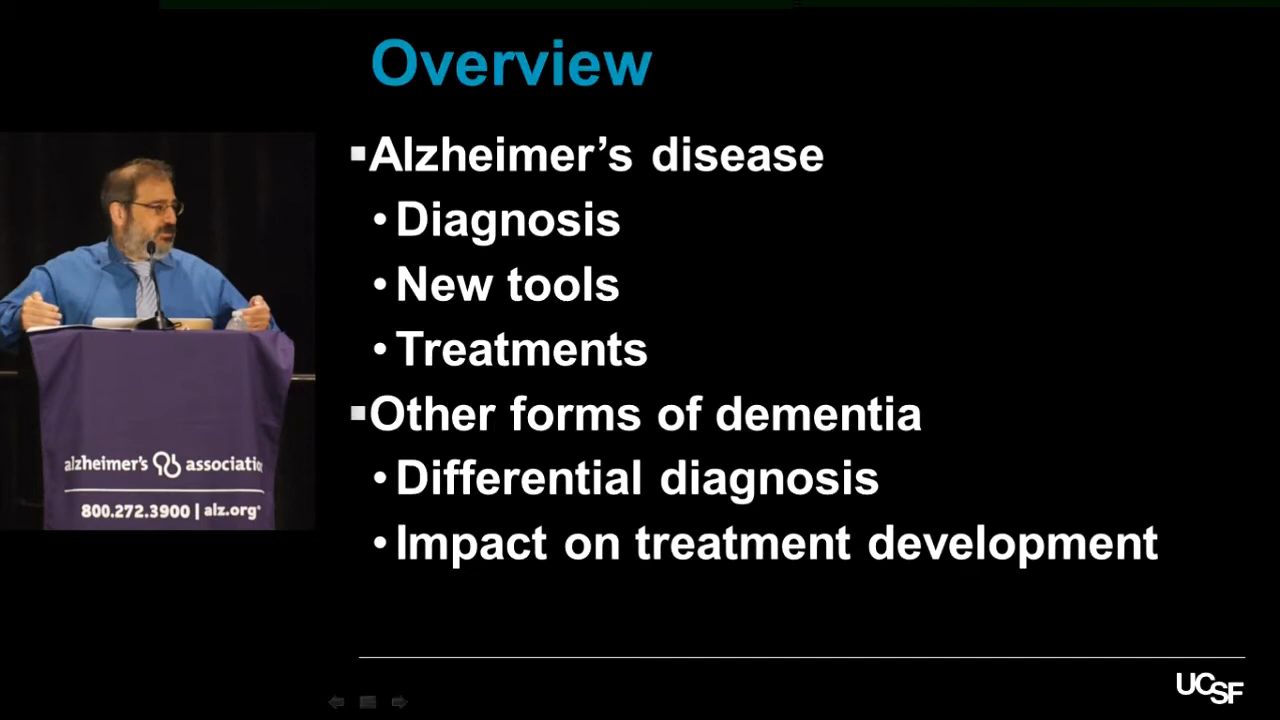 Overview
▪Alzheimer’s disease
• Diagnosis
• New tools
• Treatments
▪Other forms of dementia
• Differential diagnosis
• Impact on treatment development
alzheimer's associatio
800.272.3900 | alz.org®
UCSF